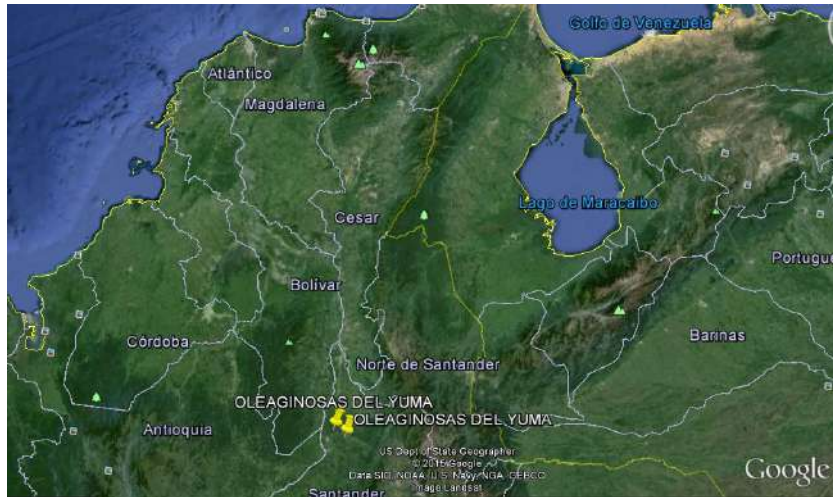 Golfo de Venezuela
Atlántico
Magdalena
Lago de Maracaibo
Cesar
Portugue
Bolívar
Barinas
Córdoba
Norte de Santander
OLEAGINOSAS DEL YUMA
OLEAGINOSAS DEL YUMA
Antioquia
US Dept of State Geographer
© 2015 Google
Data SIO, NOAA, U.S. Navy, NGA, GEBCO
Image Landsat
Google
Santander